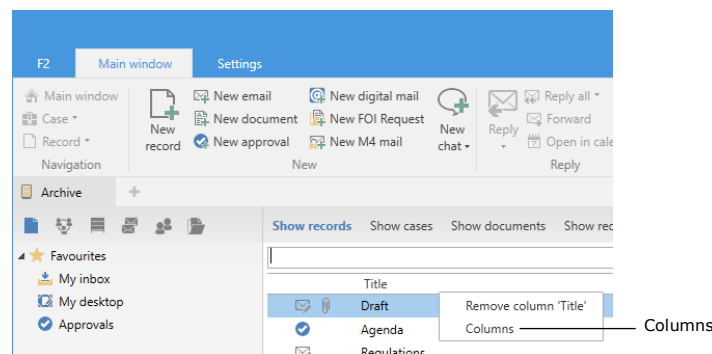 F2 Main window Settings
Main window
Case
Record
Navigation
New record
New email
New document
New approval
New digital mail
New FOI Request
New M4 mail
New chat
New
Reply
Reply all
Forward
Open in cale
Reply
Archive +
Show records Show cases Show documents Show rec
Favourites
My inbox
My desktop
Approvals
Title
Draft
Agenda
Regulations
Remove column 'Title'
Columns
Columns